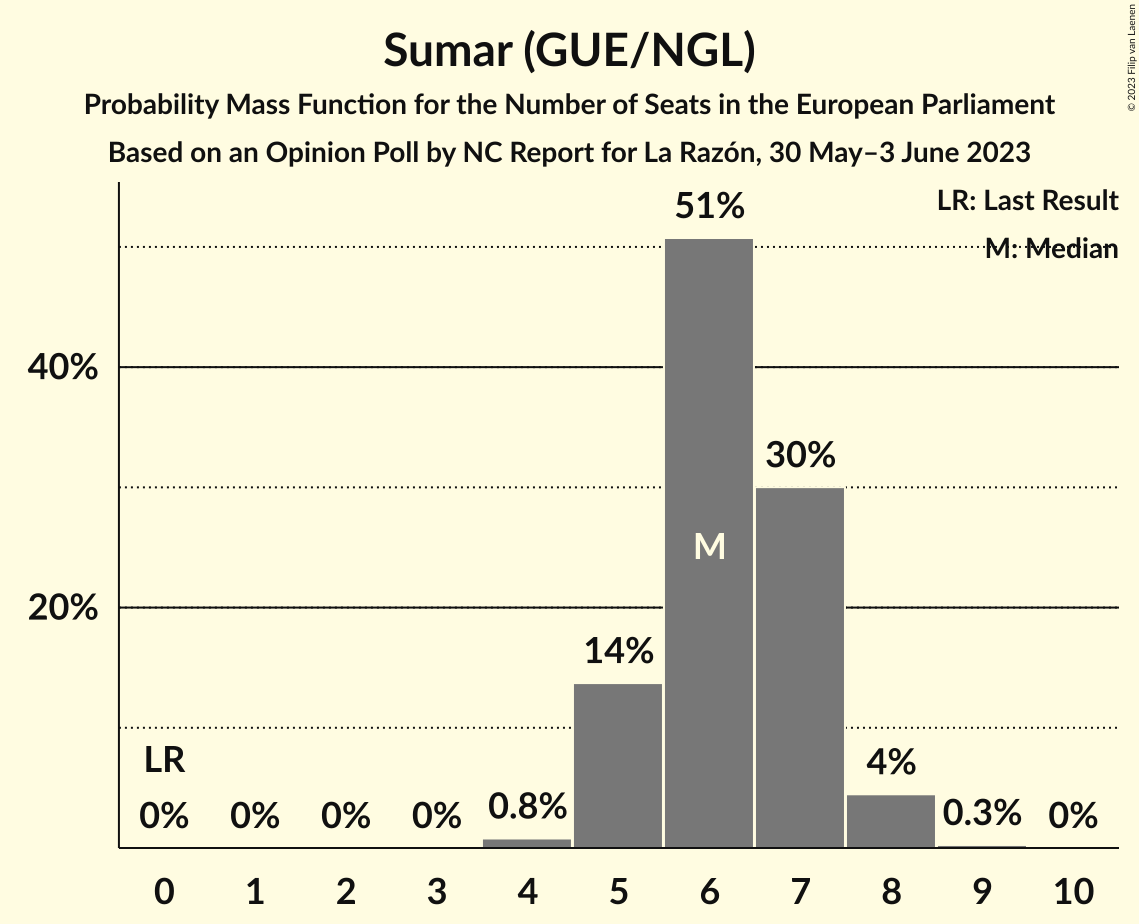 Sumar (GUE/NGL)
Probability Mass Function for the Number of Seats in the European Parliament
Based on an Opinion Poll by NC Report for La Razón, 30 May–3 June 2023
© 2023 Filip van Laenen
LR: Last Result
M: Median
51%
40%
30%
M
20%
14%
LR
4%
0% 0% 0% 0% 0.8% 0.3% 0%
0 1 2 3 4 5 6 7 8 9 10